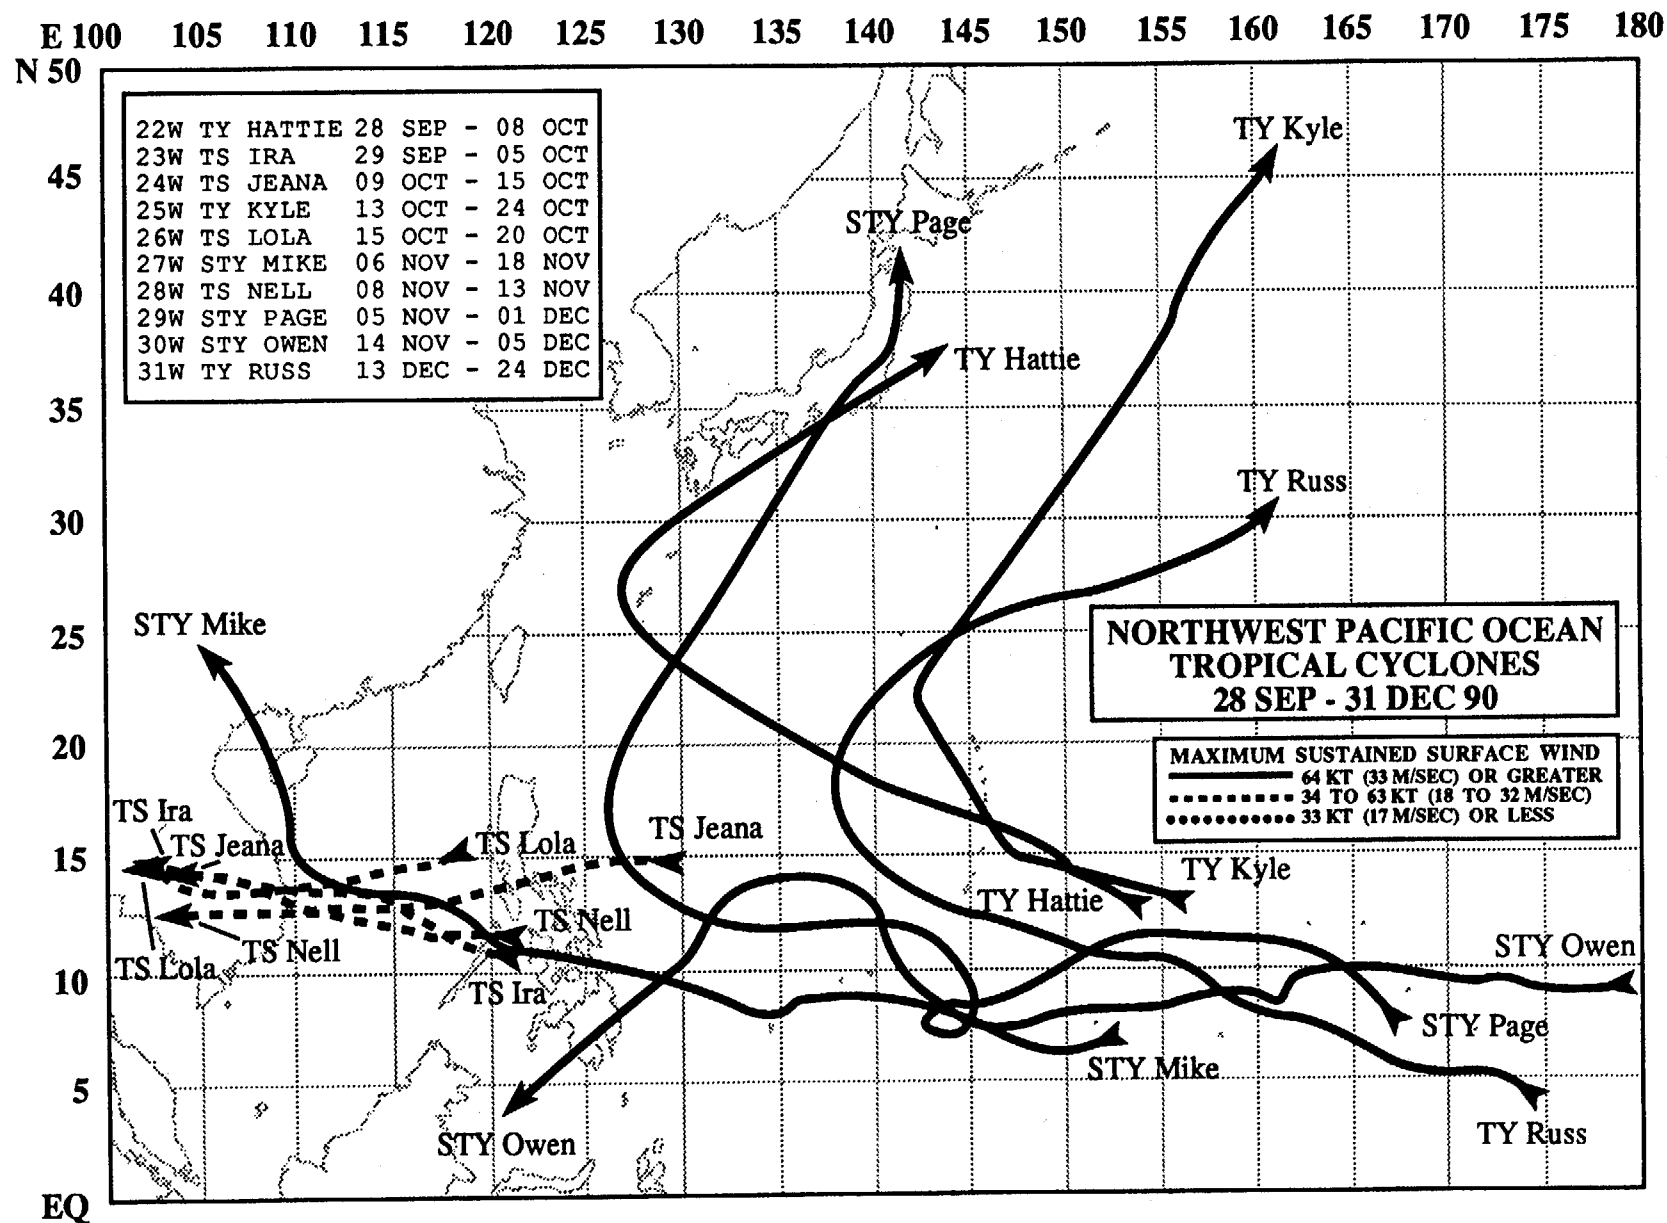 E 100 105 110 115 120 125 130 135 140 145 150 155 160 165 170 175 180
N 50
45
40
35
30
25
20
15
10
5
EQ
22W TY HATTIE 28 SEP - 08 OCT
23W TS IRA 29 SEP - 05 OCT
24W TS JEANA 09 OCT - 15 OCT
25W TY KYLE 13 OCT - 24 OCT
26W TS LOLA 15 OCT - 20 OCT
27W STY MIKE 06 NOV - 18 NOV
28W TS NELL 08 NOV - 13 NOV
29W STY PAGE 05 NOV - 01 DEC
30W STY OWEN 14 NOV - 05 DEC
31W TY RUSS 13 DEC - 24 DEC
TY Kyle
STY Page
TY Hattie
TY Russ
STY Mike
NORTHWEST PACIFIC OCEAN
TROPICAL CYCLONES
28 SEP - 31 DEC 90
MAXIMUM SUSTAINED SURFACE WIND
64 KT (33 M/SEC) OR GREATER
34 TO 63 KT (18 TO 32 M/SEC)
33 KT (17 M/SEC) OR LESS
TS Ira
TS Jeana
TS Lola
TS Jeana
TY Kyle
TY Hattie
TS Nell
TS Nell
TS Lola
TS Ira
STY Owen
STY Page
STY Mike
TY Russ
STY Owen